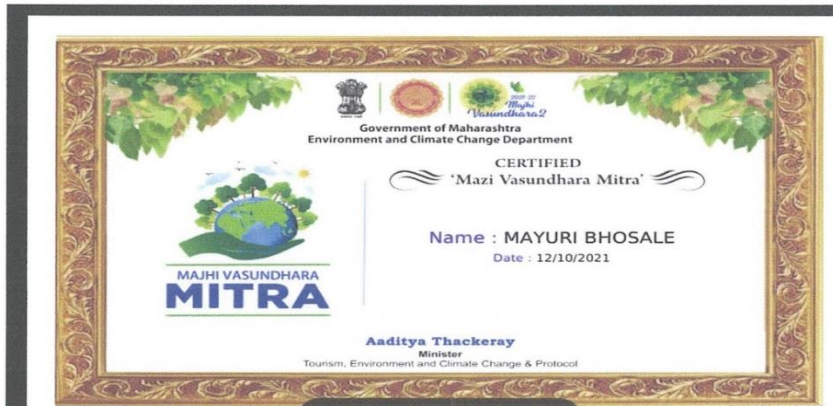 Majhi
Vasundhara2
Government of Maharashtra
Environment and Climate Change Department
CERTIFIED
'Mazi Vasundhara Mitra'
MAJHI VASUNDHARA
MITRA
Name : MAYURI BHOSALE
Date : 12/10/2021
Aaditya Thackeray
Minister
Tourism, Environment and Climate Change & Protocol